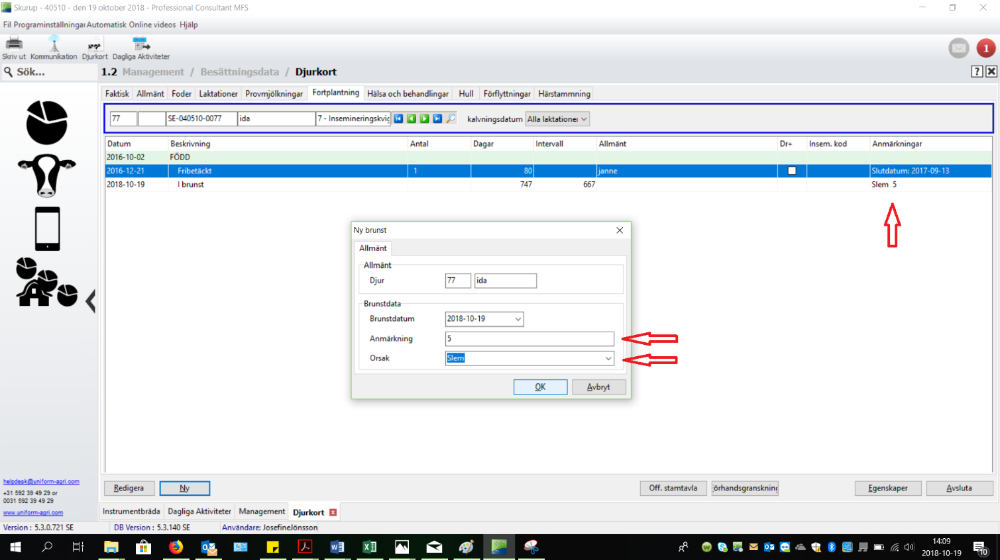 Skurup - 40510 - den 19 oktober 2018 - Professional Consultant MFS
Fil Programinställningar Automatisk Online videos Hjälp
Skriv ut Kommunikation Djurkort Dagliga Aktiviteter
1
Sök...
1.2 Management / Besättningsdata / Djurkort
?
Faktisk Allmänt Foder Laktationer Provmjölkningar Fortplantning Hälsa och behandlingar Hull Förflyttningar Härstammning
77 SE-040510-0077 ida 7 - Insemineringskvig kalvningsdatum Alla laktationer
Datum Beskrivning Antal Dagar Intervall Allmänt Dr+ Insem. kod Anmärkningar
2016-10-02 FÖDD
2016-12-21 Fribetäckt 1 80 janne Slutdatum: 2017-09-13
2018-10-19 I brunst 747 667 Slem 5
Ny brunst
Allmänt
Allmänt
Djur 77 ida
Brunstdata
Brunstdatum 2018-10-19
Anmärkning 5
Orsak Slem
OK Avbryt
helpdesk@uniform-agri.com
+31 592 39 49 29 or
0031 592 39 49 29
www.uniform-agri.com
Redigera Ny Off. stamtavla örhandsgranskning Egenskaper Avsluta
Instrumentbräda Dagliga Aktiviteter Management Djurkort
Version : 5.3.0.721 SE DB Version : 5.3.140 SE Användare: JosefineJönsson
14:09
2018-10-19
10